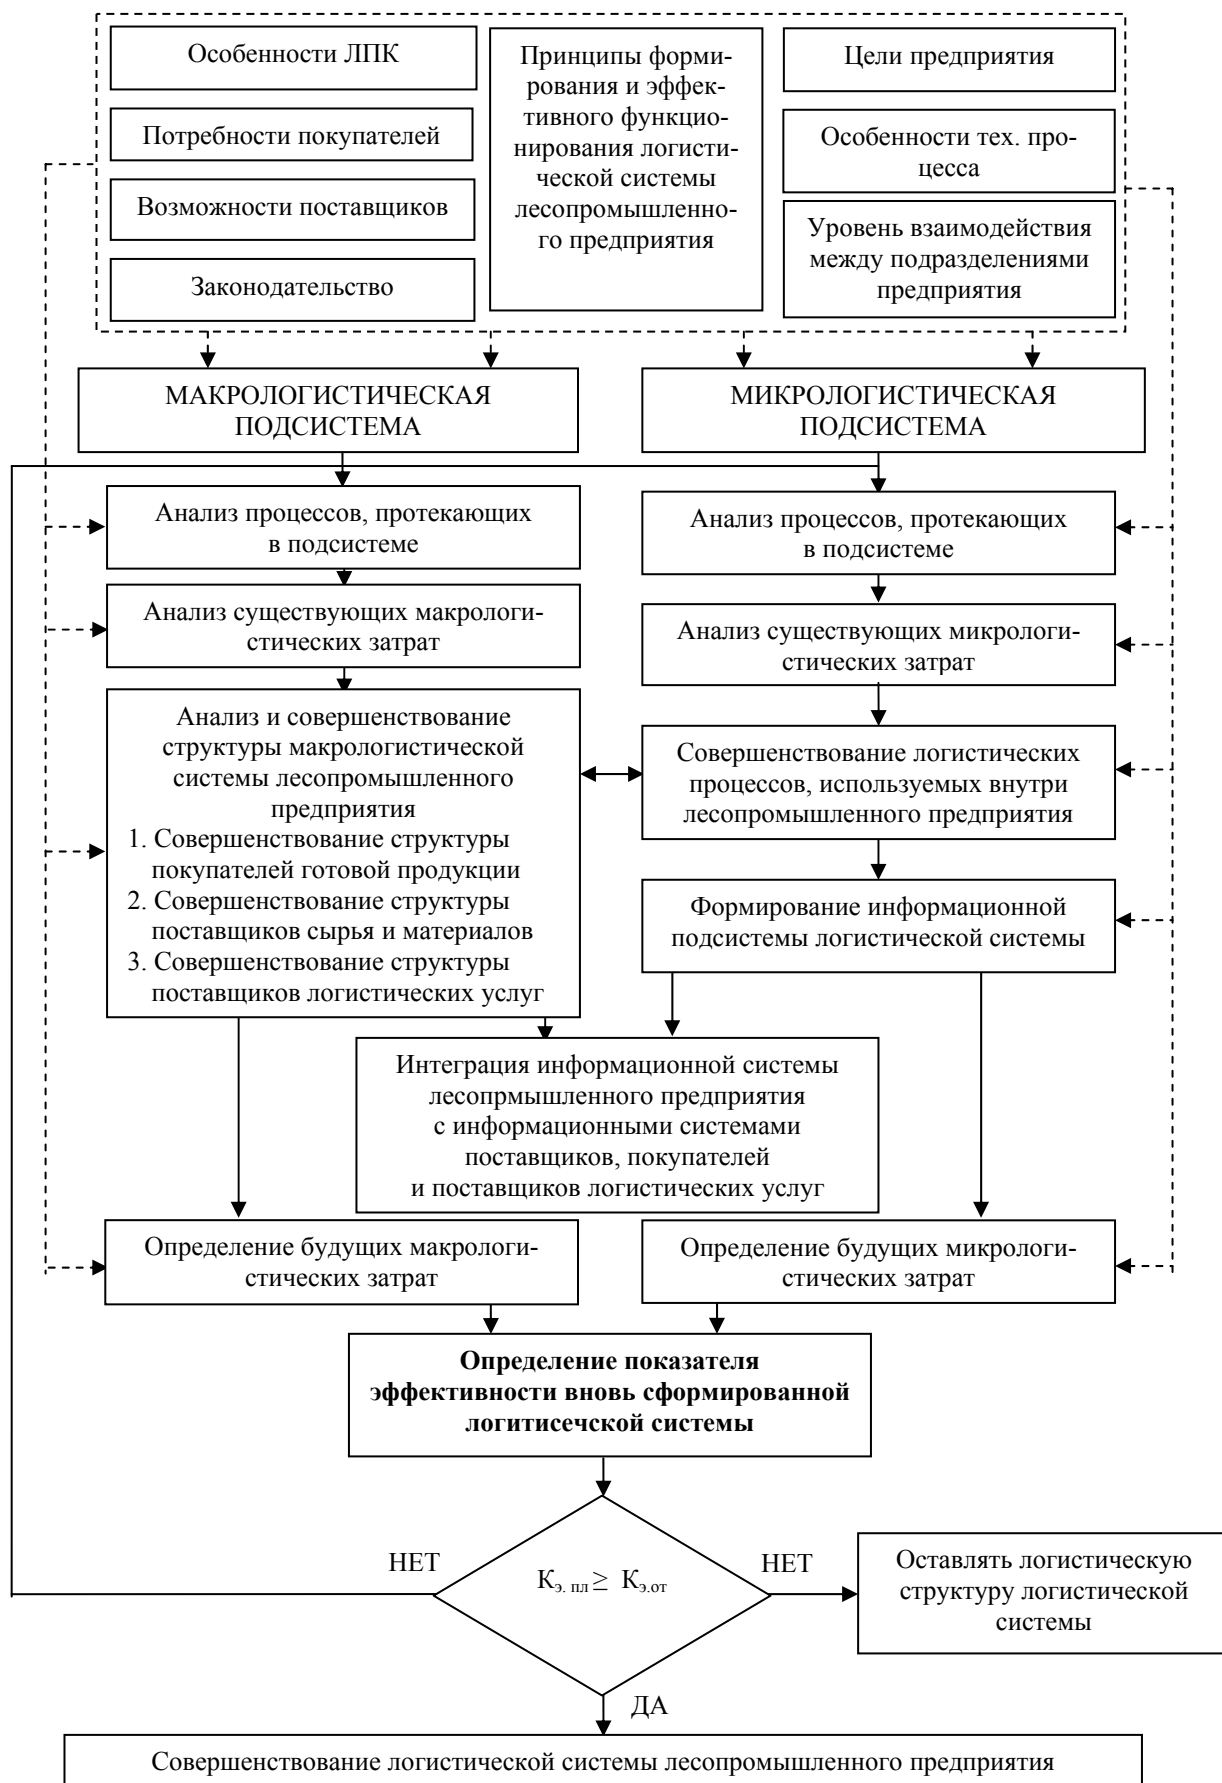 Особенности ЛПК
Потребности покупателей
Возможности поставщиков
Законодательство
Принципы форми-
рования и эффек-
тивного функцио-
нирования логисти-
ческой системы
лесопромышленно-
го предприятия
Цели предприятия
Особенности тех. про-
цесса
Уровень взаимодействия
между подразделениями
предприятия
МАКРОЛОГИСТИЧЕСКАЯ
ПОДСИСТЕМА
МИКРОЛОГИСТИЧЕСКАЯ
ПОДСИСТЕМА
Анализ процессов, протекающих
в подсистеме
Анализ процессов, протекающих
в подсистеме
Анализ существующих макрологи-
стических затрат
Анализ существующих микрологи-
стических затрат
Анализ и совершенствование
структуры макрологистической
системы лесопромышленного
предприятия
1. Совершенствование структуры
покупателей готовой продукции
2. Совершенствование структуры
поставщиков сырья и материалов
3. Совершенствование структуры
поставщиков логистических услуг
Совершенствование логистических
процессов, используемых внутри
лесопромышленного предприятия
Формирование информационной
подсистемы логистической системы
Интеграция информационной системы
лесопрмышленного предприятия
с информационными системами
поставщиков, покупателей
и поставщиков логистических услуг
Определение будущих макрологи-
стических затрат
Определение будущих микрологи-
стических затрат
Определение показателя
эффективности вновь сформированной
логитисечской системы
НЕТ
Кэ. пл ≥ Кэ.от
НЕТ
Оставлять логистическую
структуру логистической
системы
ДА
Совершенствование логистической системы лесопромышленного предприятия